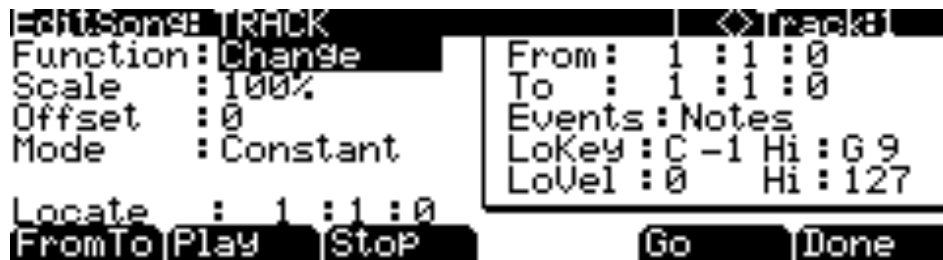 EditSong: TRACK | <>Track:1
Function:Change
Scale :100%
Offset :0
Mode :Constant
Locate : 1 :1 :0
From: 1 :1 :0
To : 1 :1 :0
Events:Notes
LoKey:C -1 Hi:G 9
LoVel :0 Hi:127
FromTo Play Stop Go Done